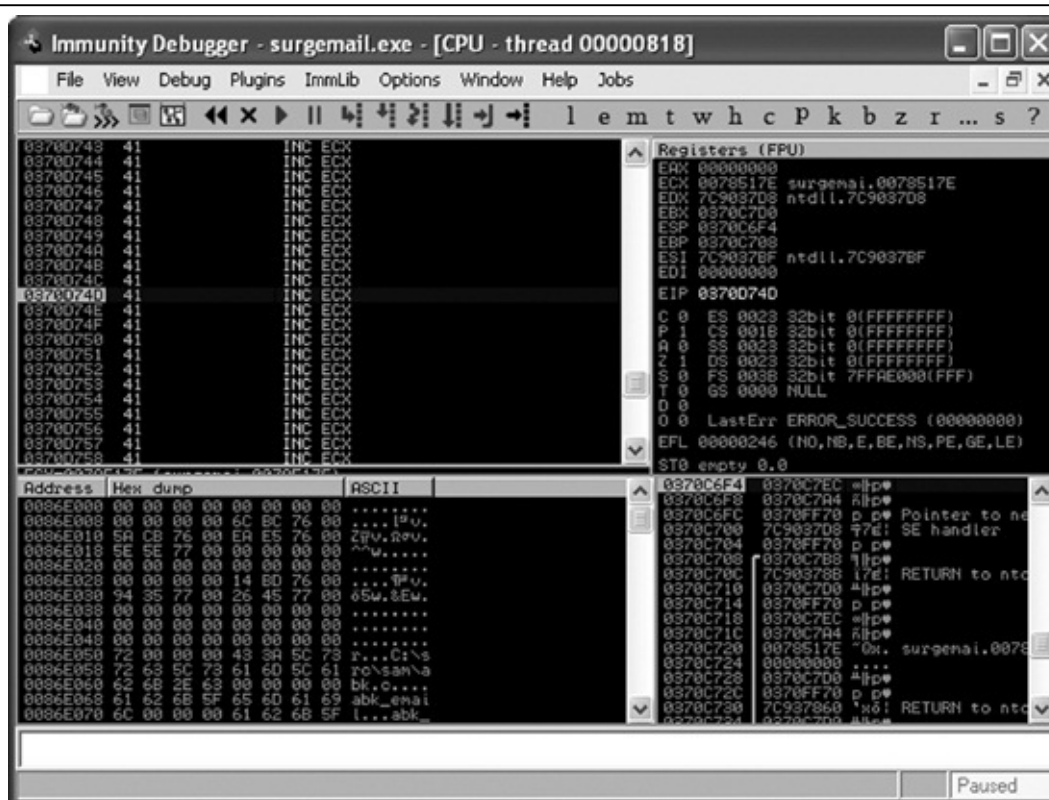 Immunity Debugger - surgemail.exe - [CPU - thread 00000818]
File View Debug Plugins ImmLib Options Window Help Jobs
l e m t w h c P k b z r ... s ?
0370D743 41 INC ECX
0370D744 41 INC ECX
0370D745 41 INC ECX
0370D746 41 INC ECX
0370D747 41 INC ECX
0370D748 41 INC ECX
0370D749 41 INC ECX
0370D74A 41 INC ECX
0370D74B 41 INC ECX
0370D74C 41 INC ECX
0370D74D 41 INC ECX
0370D74E 41 INC ECX
0370D74F 41 INC ECX
0370D750 41 INC ECX
0370D751 41 INC ECX
0370D752 41 INC ECX
0370D753 41 INC ECX
0370D754 41 INC ECX
0370D755 41 INC ECX
0370D756 41 INC ECX
0370D757 41 INC ECX
0370D758 41 INC ECX
Registers (FPU)
EAX 00000000
ECX 0078517E surgemai.0078517E
EDX 7C9037D8 ntdll.7C9037D8
EBX 0370C7D0
ESP 0370C6F4
EBP 0370C708
ESI 7C9037BF ntdll.7C9037BF
EDI 00000000
EIP 0370D74D
C 0 ES 0023 32bit 0(FFFFFFFF)
P 1 CS 001B 32bit 0(FFFFFFFF)
A 0 SS 0023 32bit 0(FFFFFFFF)
Z 1 DS 0023 32bit 0(FFFFFFFF)
S 0 FS 003B 32bit 7FFAE000(FFF)
T 0 GS 0000 NULL
D 0
O 0 LastErr ERROR_SUCCESS (00000000)
EFL 00000246 (NO,NB,E,BE,NS,PE,GE,LE)
ST0 empty 0.0
Address Hex dump ASCII
0086E000 00 00 00 00 00 00 00 00 ........
0086E008 00 00 00 00 6C BC 76 00
0086E010 5A CB 76 00 EA E5 76 00
0086E018 5E 5E 77 00 00 00 00 00 ^^w.....
0086E020 00 00 00 00 00 00 00 00 ........
0086E028 00 00 00 00 14 BD 76 00
0086E030 94 35 77 00 26 45 77 00 ö5w.&Ew.
0086E038 00 00 00 00 00 00 00 00 ........
0086E040 00 00 00 00 00 00 00 00 ........
0086E048 00 00 00 00 00 00 00 00 ........
0086E050 72 00 00 00 43 3A 5C 73 r...C:\s
0086E058 72 63 5C 73 61 6D 5C 61 rc\sam\a
0086E060 62 6B 2E 63 00 00 00 00 bk.c....
0086E068 61 62 6B 5F 65 6D 61 69 abk_emai
0086E070 6C 00 00 00 61 62 6B 5F l...abk_
0370C6F4 0370C7EC
0370C6F8 0370C7A4
0370C6FC 0370FF70 Pointer to ne
0370C700 7C9037D8 SE handler
0370C704 0370FF70
0370C708 0370C7B8
0370C70C 7C90378B RETURN to ntd
0370C710 0370C7D0
0370C714 0370FF70
0370C718 0370C7EC
0370C71C 0370C7A4
0370C720 0078517E surgemai.0078
0370C724 00000000 ....
0370C728 0370C7D0
0370C72C 0370FF70
0370C730 7C937860 RETURN to ntd
Paused